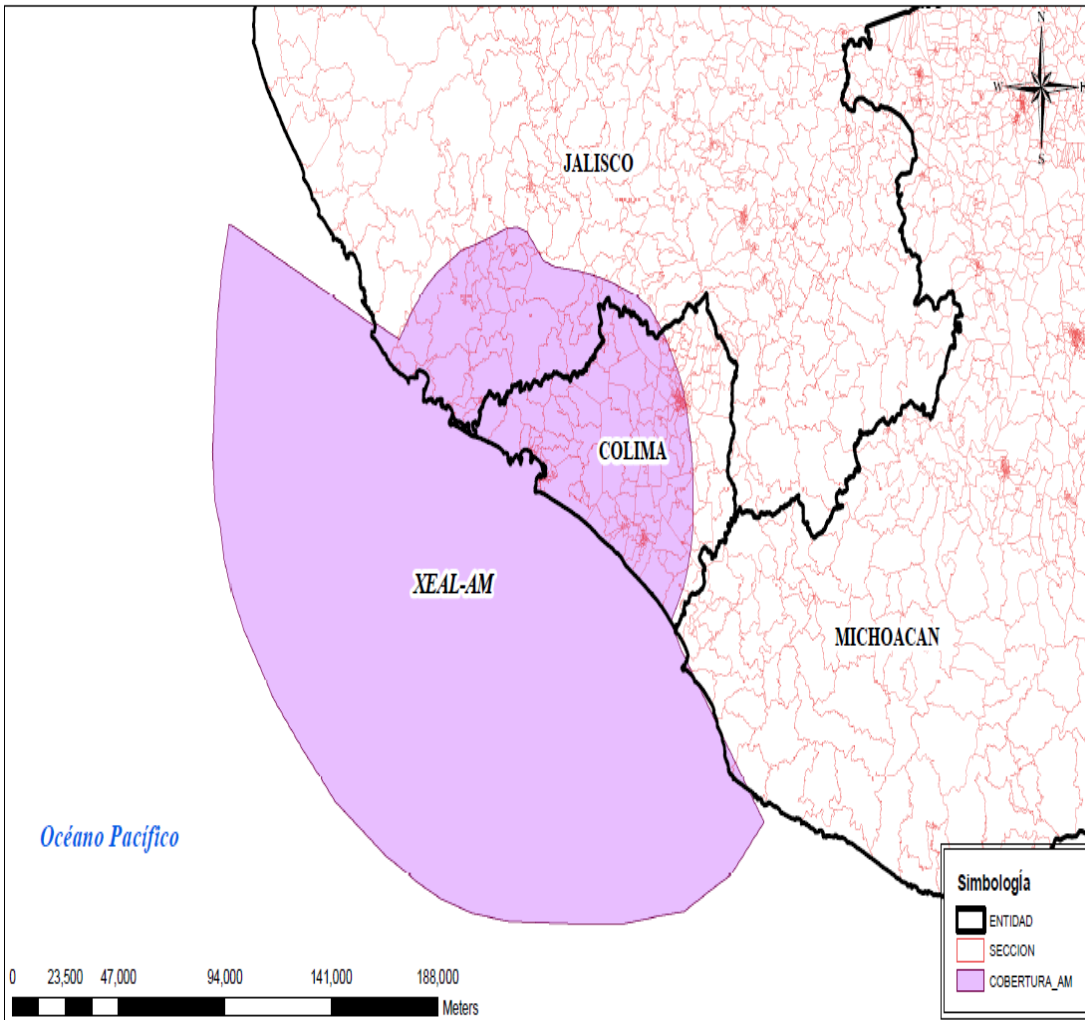 N
W E
S
JALISCO
COLIMA
XEAL-AM
MICHOACAN
Océano Pacífico
Simbología
ENTIDAD
SECCION
COBERTURA_AM
0 23,500 47,000 94,000 141,000 188,000
Meters